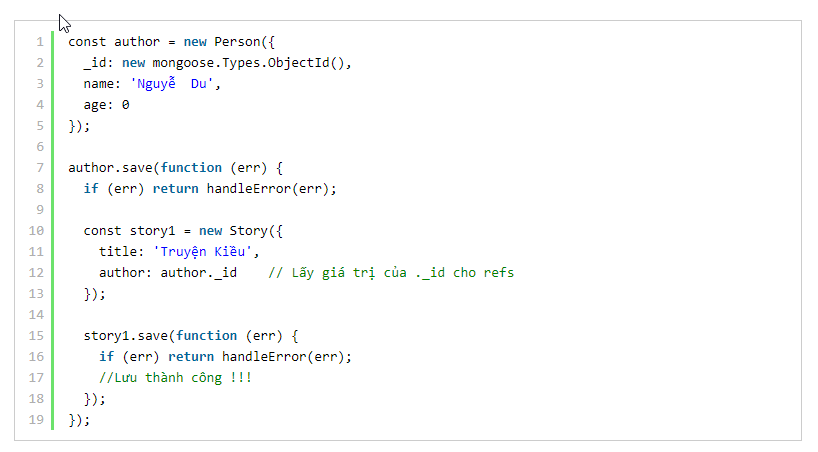 1 const author = new Person({
2   _id: new mongoose.Types.ObjectId(),
3   name: 'Nguyễ  Du',
4   age: 0
5 });
6
7 author.save(function (err) {
8   if (err) return handleError(err);
9
10   const story1 = new Story({
11     title: 'Truyện Kiều',
12     author: author._id    // Lấy giá trị của ._id cho refs
13   });
14
15   story1.save(function (err) {
16     if (err) return handleError(err);
17     //Lưu thành công !!!
18   });
19 });